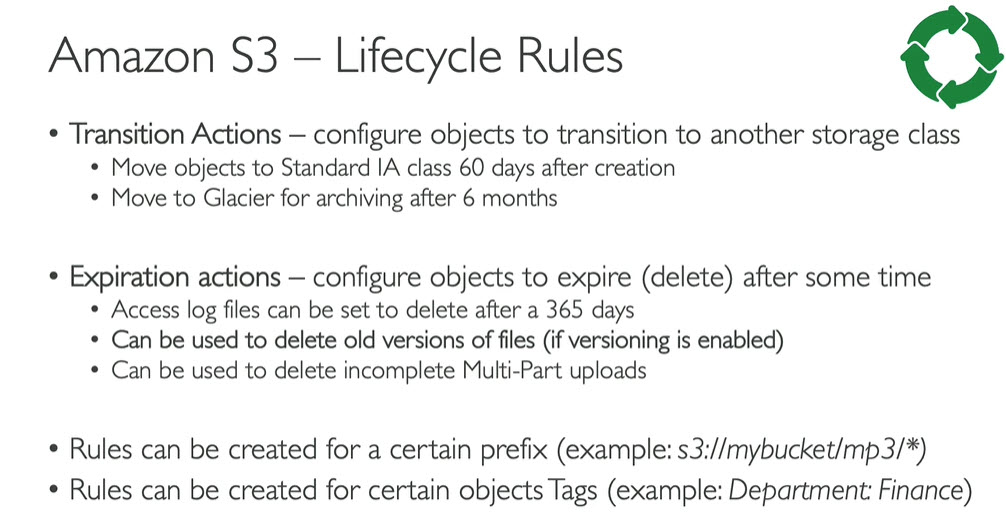 Amazon S3 – Lifecycle Rules
• Transition Actions – configure objects to transition to another storage class
• Move objects to Standard IA class 60 days after creation
• Move to Glacier for archiving after 6 months
• Expiration actions – configure objects to expire (delete) after some time
• Access log files can be set to delete after a 365 days
• Can be used to delete old versions of files (if versioning is enabled)
• Can be used to delete incomplete Multi-Part uploads
• Rules can be created for a certain prefix (example: s3://mybucket/mp3/*)
• Rules can be created for certain objects Tags (example: Department: Finance)